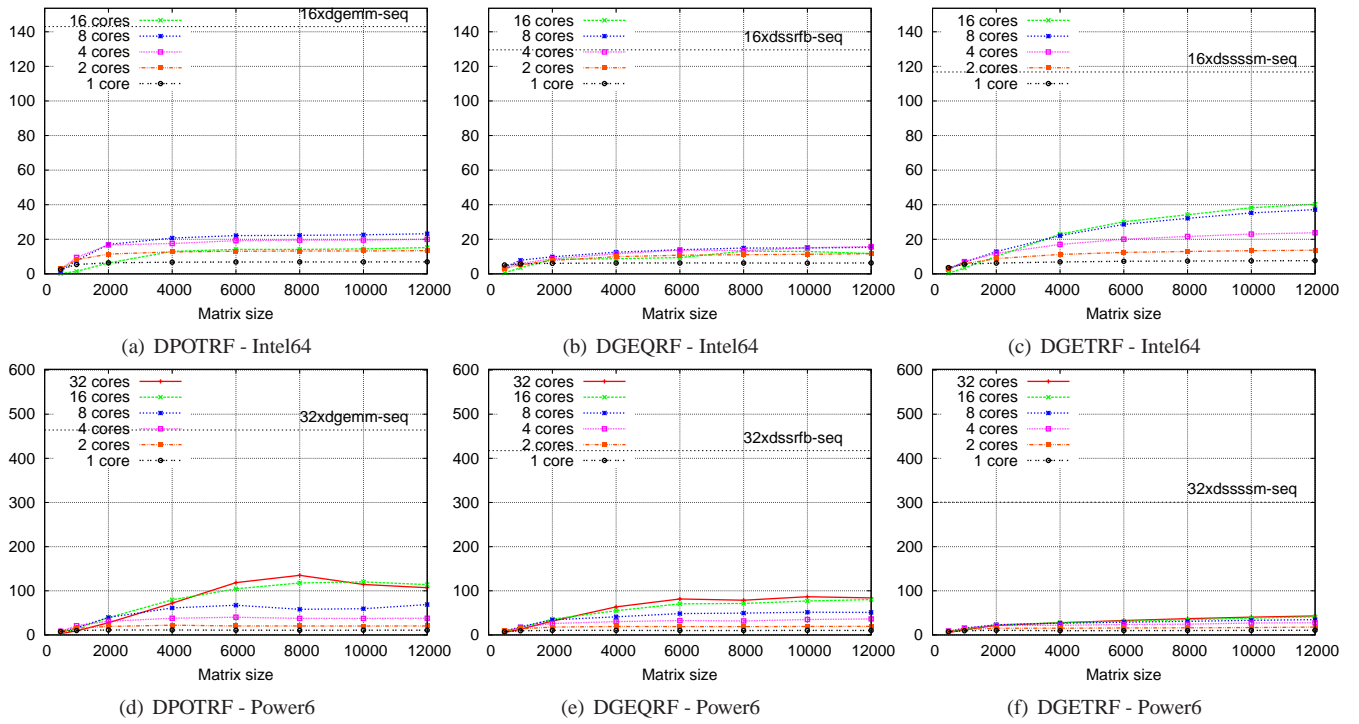 16 cores
8 cores
4 cores
2 cores
1 core
16xdgemm-seq
140
120
100
80
60
40
20
0
0 2000 4000 6000 8000 10000 12000
Matrix size
(a) DPOTRF - Intel64
16 cores
8 cores
4 cores
2 cores
1 core
16xdssrfb-seq
140
120
100
80
60
40
20
0
0 2000 4000 6000 8000 10000 12000
Matrix size
(b) DGEQRF - Intel64
16 cores
8 cores
4 cores
2 cores
1 core
16xdssssm-seq
140
120
100
80
60
40
20
0
0 2000 4000 6000 8000 10000 12000
Matrix size
(c) DGETRF - Intel64
32 cores
16 cores
8 cores
4 cores
2 cores
1 core
32xdgemm-seq
600
500
400
300
200
100
0
0 2000 4000 6000 8000 10000 12000
Matrix size
(d) DPOTRF - Power6
32 cores
16 cores
8 cores
4 cores
2 cores
1 core
32xdssrfb-seq
600
500
400
300
200
100
0
0 2000 4000 6000 8000 10000 12000
Matrix size
(e) DGEQRF - Power6
32 cores
16 cores
8 cores
4 cores
2 cores
1 core
32xdssssm-seq
600
500
400
300
200
100
0
0 2000 4000 6000 8000 10000 12000
Matrix size
(f) DGETRF - Power6